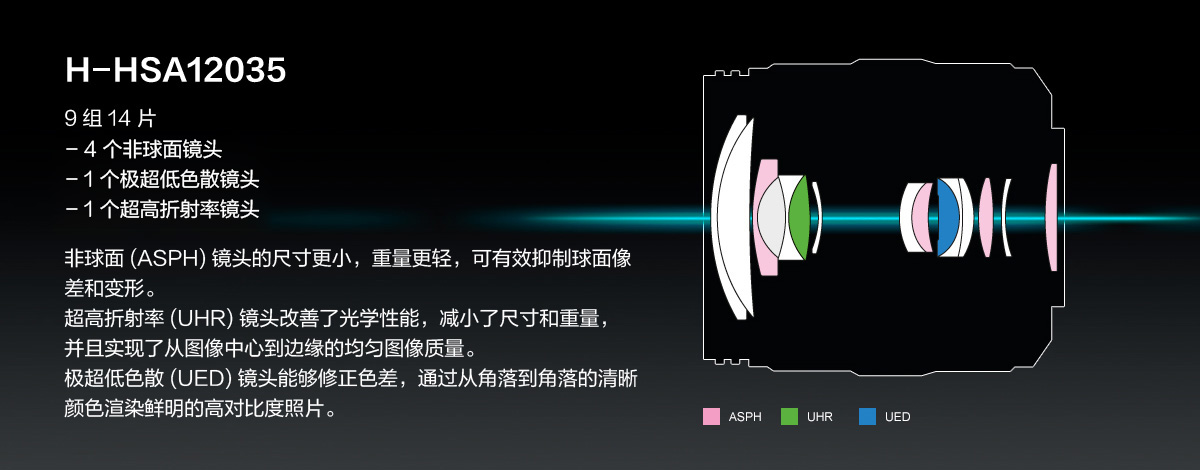 H-HSA12035
9 组 14 片
- 4 个非球面镜头
- 1 个极超低色散镜头
- 1 个超高折射率镜头
非球面 (ASPH) 镜头的尺寸更小，重量更轻，可有效抑制球面像
差和变形。
超高折射率 (UHR) 镜头改善了光学性能，减小了尺寸和重量，
并且实现了从图像中心到边缘的均匀图像质量。
极超低色散 (UED) 镜头能够修正色差，通过从角落到角落的清晰
颜色渲染鲜明的高对比度照片。
ASPH UHR UED